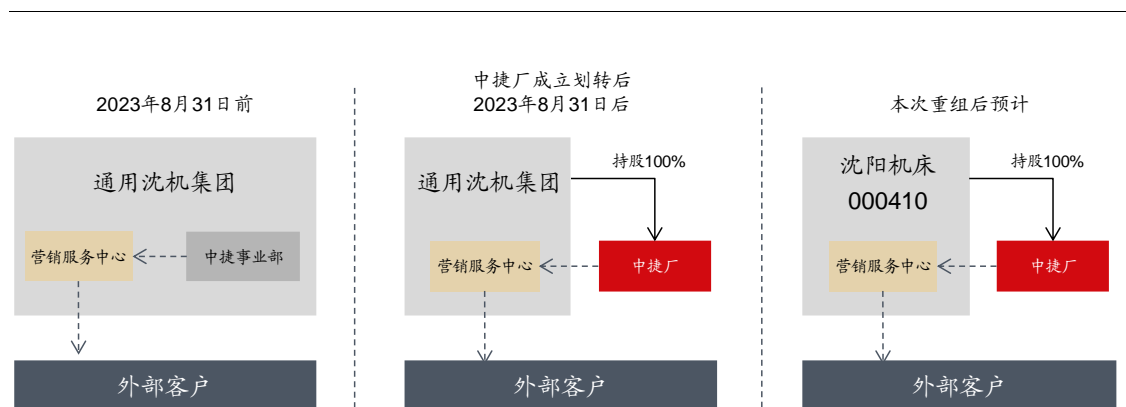 2023年8月31日前
通用沈机集团
营销服务中心
中捷事业部
外部客户
中捷厂成立划转后
2023年8月31日后
通用沈机集团
持股100%
营销服务中心
中捷厂
外部客户
本次重组后预计
沈阳机床
000410
持股100%
营销服务中心
中捷厂
外部客户